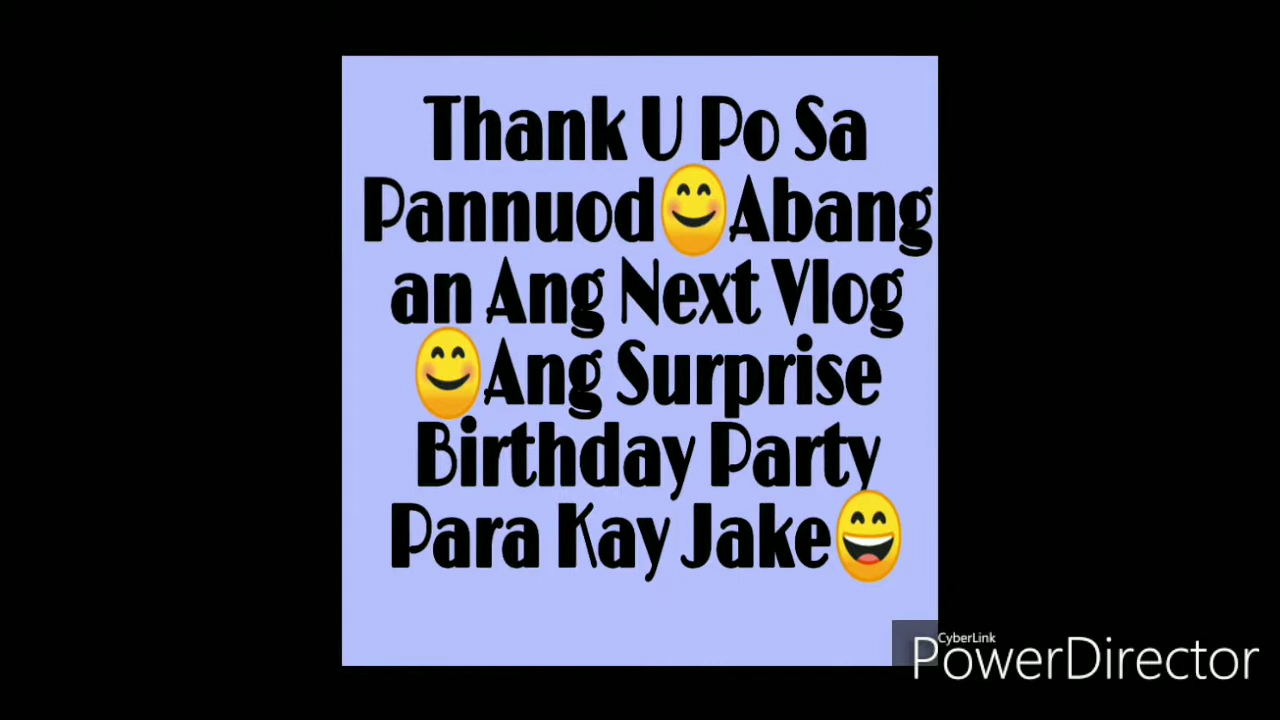 Thank U Po Sa
Pannuod😊Abang
an Ang Next Vlog
😊Ang Surprise
Birthday Party
Para Kay Jake😄
CyberLink
PowerDirector